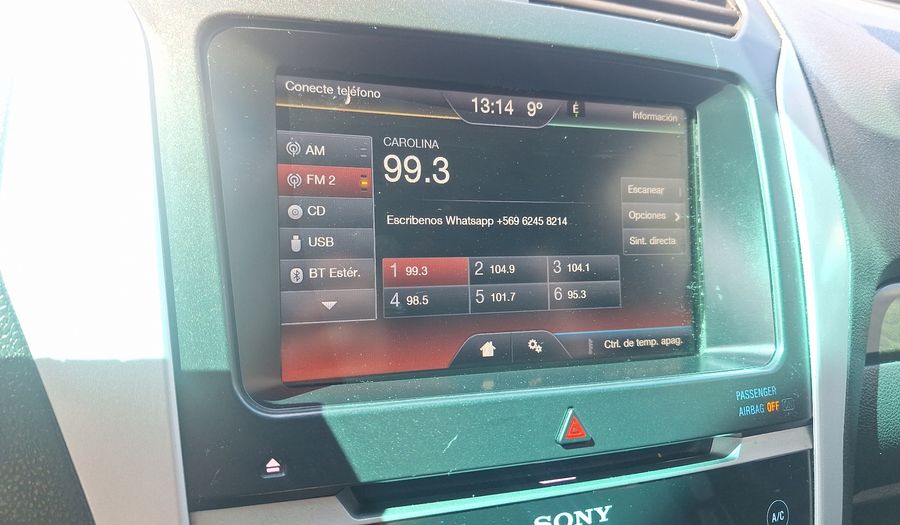 Conecte teléfono
13:14 9° É
Información
AM
FM 2
CD
USB
BT Estér.
CAROLINA
99.3
Escribenos Whatsapp +569 6245 8214
Escanear
Opciones >
Sint. directa
1 99.3 2 104.9 3 104.1
4 98.5 5 101.7 6 95.3
Ctrl. de temp. apag.
PASSENGER
AIRBAG OFF
SONY
A/C